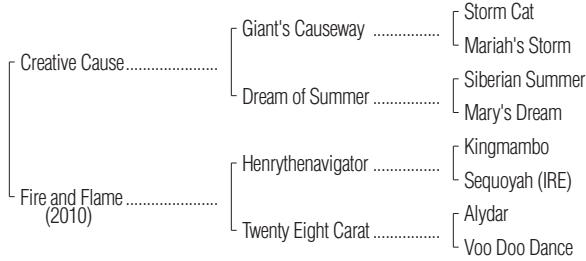 Storm Cat
Giant's Causeway ................
Mariah's Storm
Creative Cause......................
Siberian Summer
Dream of Summer ................
Mary's Dream
Kingmambo
Henrythenavigator ................
Sequoyah (IRE)
Fire and Flame ......................
(2010)
Alydar
Twenty Eight Carat ................
Voo Doo Dance